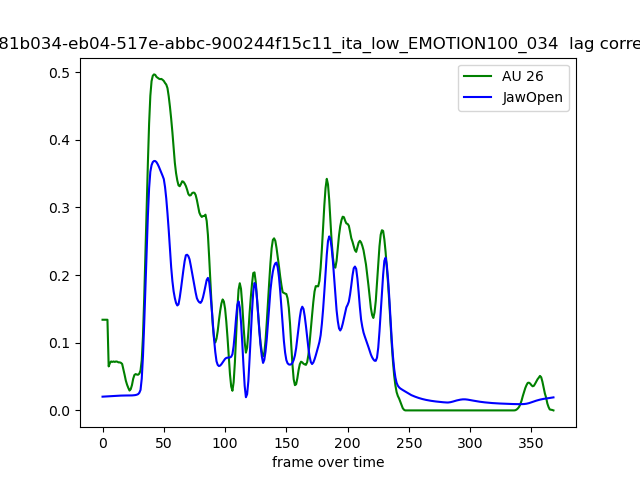 81b034-eb04-517e-abbc-900244f15c11_ita_low_EMOTION100_034 lag corre
AU 26
JawOpen
0.5
0.4
0.3
0.2
0.1
0.0
0 50 100 150 200 250 300 350
frame over time